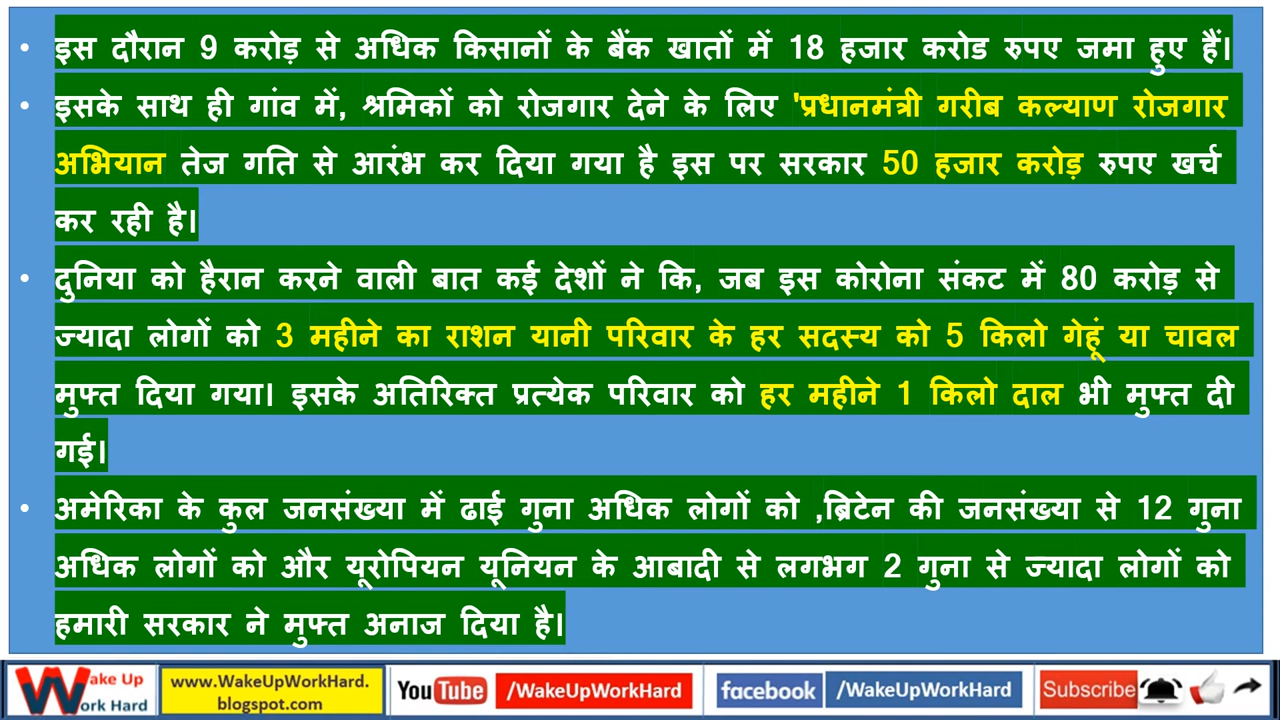 • इस दौरान 9 करोड़ से अधिक किसानों के बैंक खातों में 18 हजार करोड रुपए जमा हुए हैं।
• इसके साथ ही गांव में, श्रमिकों को रोजगार देने के लिए 'प्रधानमंत्री गरीब कल्याण रोजगार
अभियान तेज गति से आरंभ कर दिया गया है इस पर सरकार 50 हजार करोड़ रुपए खर्च
कर रही है।
• दुनिया को हैरान करने वाली बात कई देशों ने कि, जब इस कोरोना संकट में 80 करोड़ से
ज्यादा लोगों को 3 महीने का राशन यानी परिवार के हर सदस्य को 5 किलो गेहूं या चावल
मुफ्त दिया गया। इसके अतिरिक्त प्रत्येक परिवार को हर महीने 1 किलो दाल भी मुफ्त दी
गई।
• अमेरिका के कुल जनसंख्या में ढाई गुना अधिक लोगों को ,ब्रिटेन की जनसंख्या से 12 गुना
अधिक लोगों को और यूरोपियन यूनियन के आबादी से लगभग 2 गुना से ज्यादा लोगों को
हमारी सरकार ने मुफ्त अनाज दिया है।
Wake Up
Work Hard
www.WakeUpWorkHard.
blogspot.com
YouTube /WakeUpWorkHard
facebook /WakeUpWorkHard
Subscribe